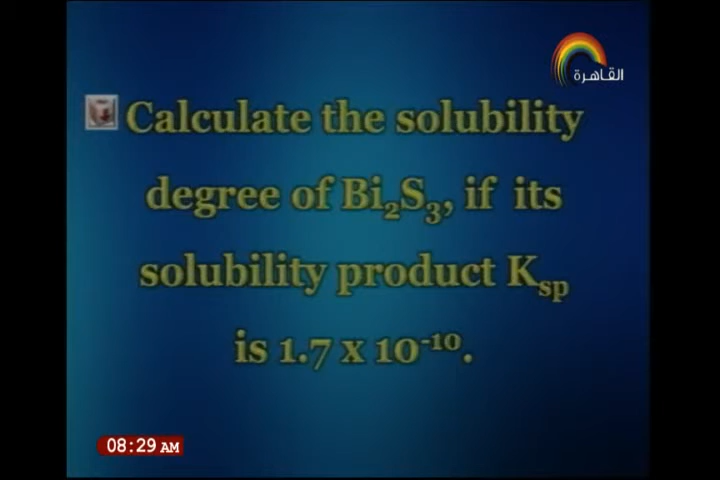 القاهرة
Calculate the solubility
degree of Bi₂S₃, if its
solubility product Kₛₚ
is 1.7 x 10⁻¹⁰.
08:29 AM